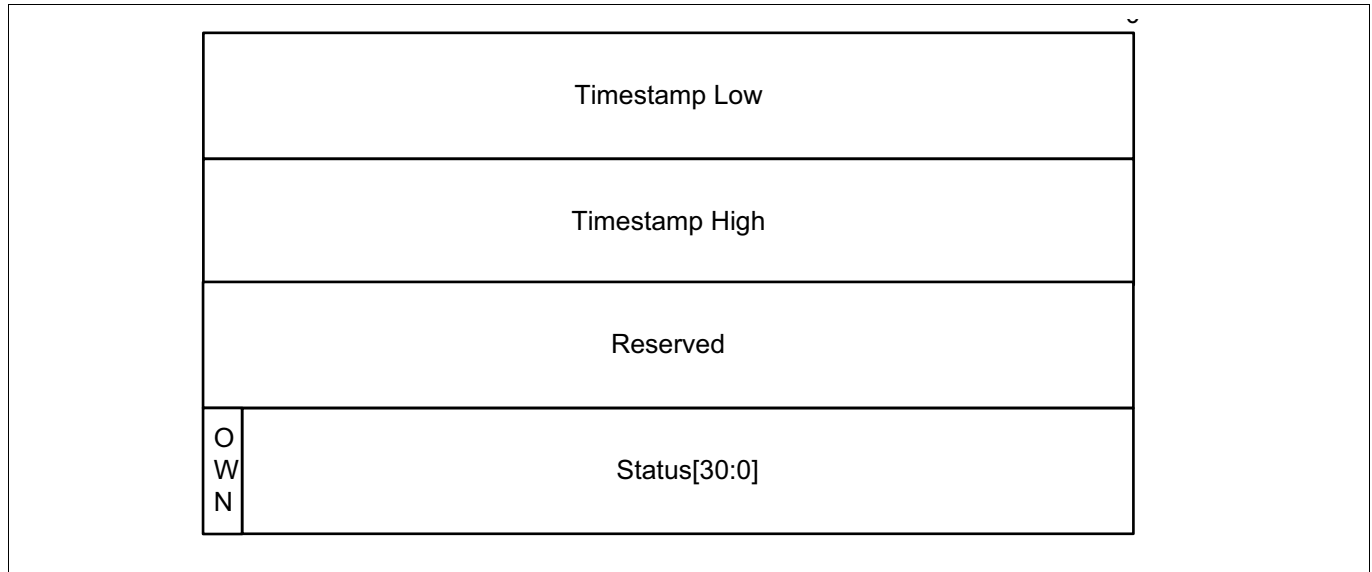 Timestamp Low
Timestamp High
Reserved
O
W
N
Status[30:0]